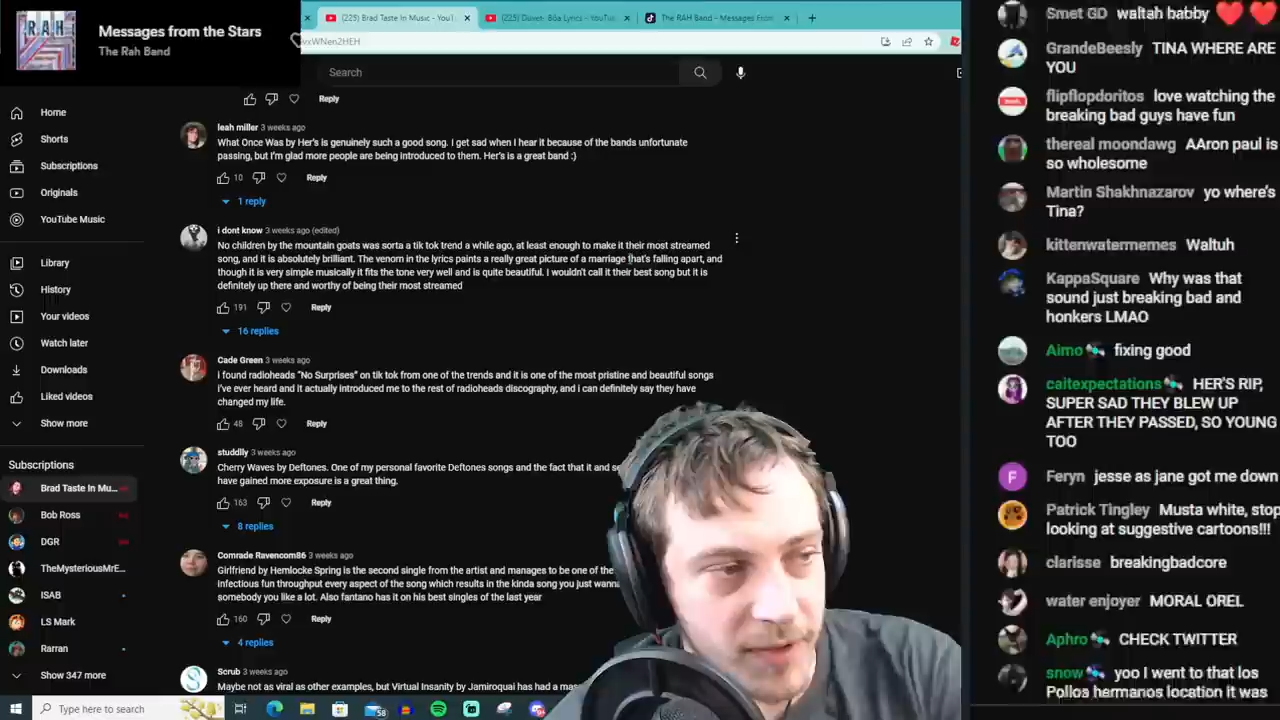 RAH
Messages from the Stars
The Rah Band
(225) Brad Taste In Music - YouT
(225) Duvet- Bôa Lyrics - YouTu
The RAH Band - Messages From
vxWNen2HEH
Search
Home
Shorts
Subscriptions
Originals
YouTube Music
Library
History
Your videos
Watch later
Downloads
Liked videos
Show more
Subscriptions
Brad Taste In Mu...
Bob Ross
DGR
TheMysteriousMrE...
ISAB
LS Mark
Rarran
Show 347 more
Reply
leah miller 3 weeks ago
What Once Was by Her's is genuinely such a good song. I get sad when I hear it because of the bands unfortunate
passing, but I'm glad more people are being introduced to them. Her's is a great band :)
10 Reply
1 reply
i dont know 3 weeks ago (edited)
No children by the mountain goats was sorta a tik tok trend a while ago, at least enough to make it their most streamed
song, and it is absolutely brilliant. The venom in the lyrics paints a really great picture of a marriage that's falling apart, and
though it is very simple musically it fits the tone very well and is quite beautiful. I wouldn't call it their best song but it is
definitely up there and worthy of being their most streamed
191 Reply
16 replies
Cade Green 3 weeks ago
i found radioheads “No Surprises” on tik tok from one of the trends and it is one of the most pristine and beautiful songs
i've ever heard and it actually introduced me to the rest of radioheads discography, and i can definitely say they have
changed my life.
48 Reply
studdlly 3 weeks ago
Cherry Waves by Deftones. One of my personal favorite Deftones songs and the fact that it and se
have gained more exposure is a great thing.
163 Reply
8 replies
Comrade Ravencom86 3 weeks ago
Girlfriend by Hemlocke Spring is the second single from the artist and manages to be one of the
infectious fun throughput every aspect of the song which results in the kinda song you just wanna
somebody you like a lot. Also fantano has it on his best singles of the last year
160 Reply
4 replies
Scrub 3 weeks ago
Maybe not as viral as other examples, but Virtual Insanity by Jamiroquai has had a mas
Type here to search
58
Smet GD waltah babby
GrandeBeesly TINA WHERE ARE
YOU
flipflopdoritos love watching the
breaking bad guys have fun
thereal moondawg AAron paul is
so wholesome
Martin Shakhnazarov yo where's
Tina?
kittenwatermemes Waltuh
KappaSquare Why was that
sound just breaking bad and
honkers LMAO
Aimo fixing good
caitexpectations HER'S RIP,
SUPER SAD THEY BLEW UP
AFTER THEY PASSED, SO YOUNG
TOO
F
Feryn jesse as jane got me down
Patrick Tingley Musta white, stop
looking at suggestive cartoons!!!
clarisse breakingbadcore
water enjoyer MORAL OREL
Aphro CHECK TWITTER
snow yoo I went to that los
Pollos hermanos location it was